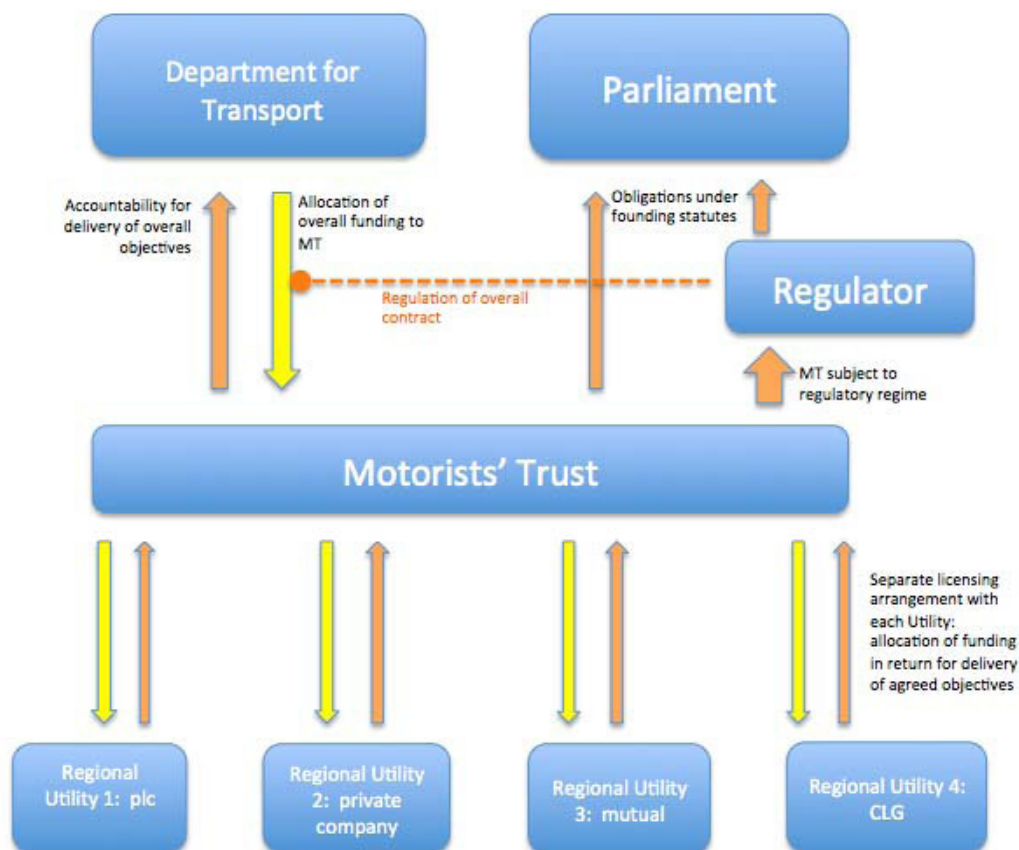 Department for
Transport
Parliament
Accountability for
delivery of overall
objectives
Allocation of
overall funding to
MT
Obligations under
founding statutes
Regulation of overall
contract
Regulator
MT subject to
regulatory regime
Motorists’ Trust
Separate licensing
arrangement with
each Utility:
allocation of funding
in return for delivery
of agreed objectives
Regional
Utility 1: plc
Regional Utility
2: private
company
Regional Utility
3: mutual
Regional Utility 4:
CLG